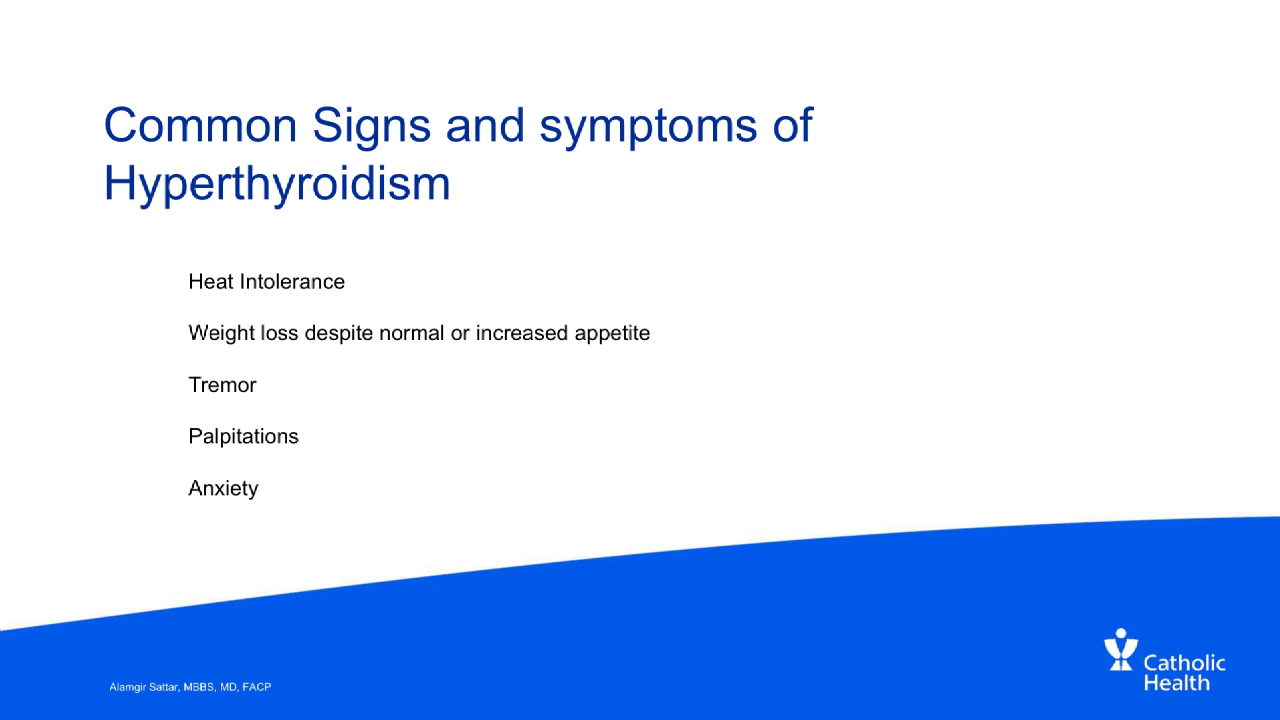 Common Signs and symptoms of
Hyperthyroidism
Heat Intolerance
Weight loss despite normal or increased appetite
Tremor
Palpitations
Anxiety
Alamgir Sattar, MBBS, MD, FACP
Catholic
Health